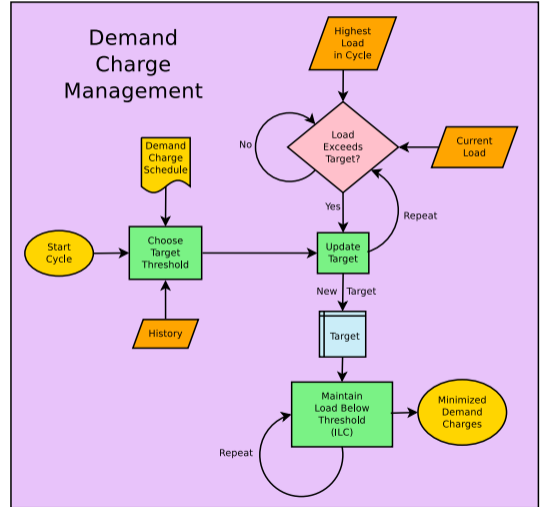 Demand
Charge
Management
Highest
Load
in Cycle
Load
Exceeds
Target?
No
Current
Load
Demand
Charge
Schedule
Yes
Repeat
Start
Cycle
Choose
Target
Threshold
Update
Target
New Target
History
Target
Maintain
Load Below
Threshold
(ILC)
Minimized
Demand
Charges
Repeat